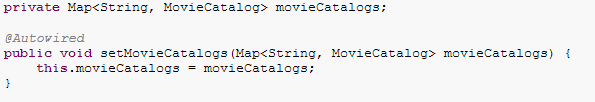 private Map<String, MovieCatalog> movieCatalogs;
@Autowired
public void setMovieCatalogs(Map<String, MovieCatalog> movieCatalogs) {
this.movieCatalogs = movieCatalogs;
}